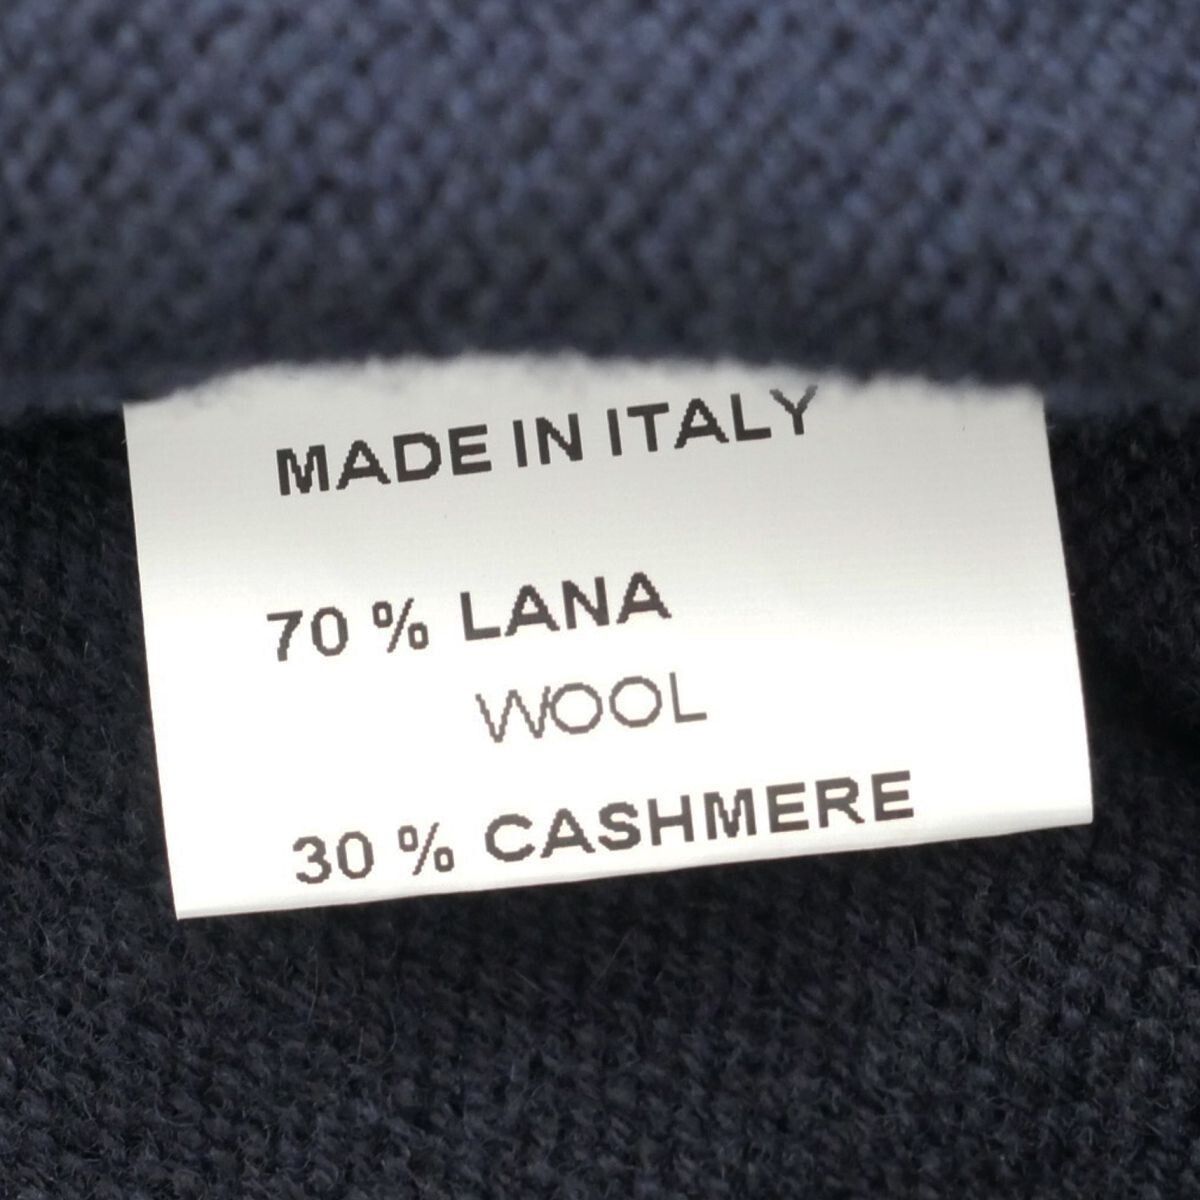 MADE IN ITALY
70 % LANA
WOOL
30 % CASHMERE